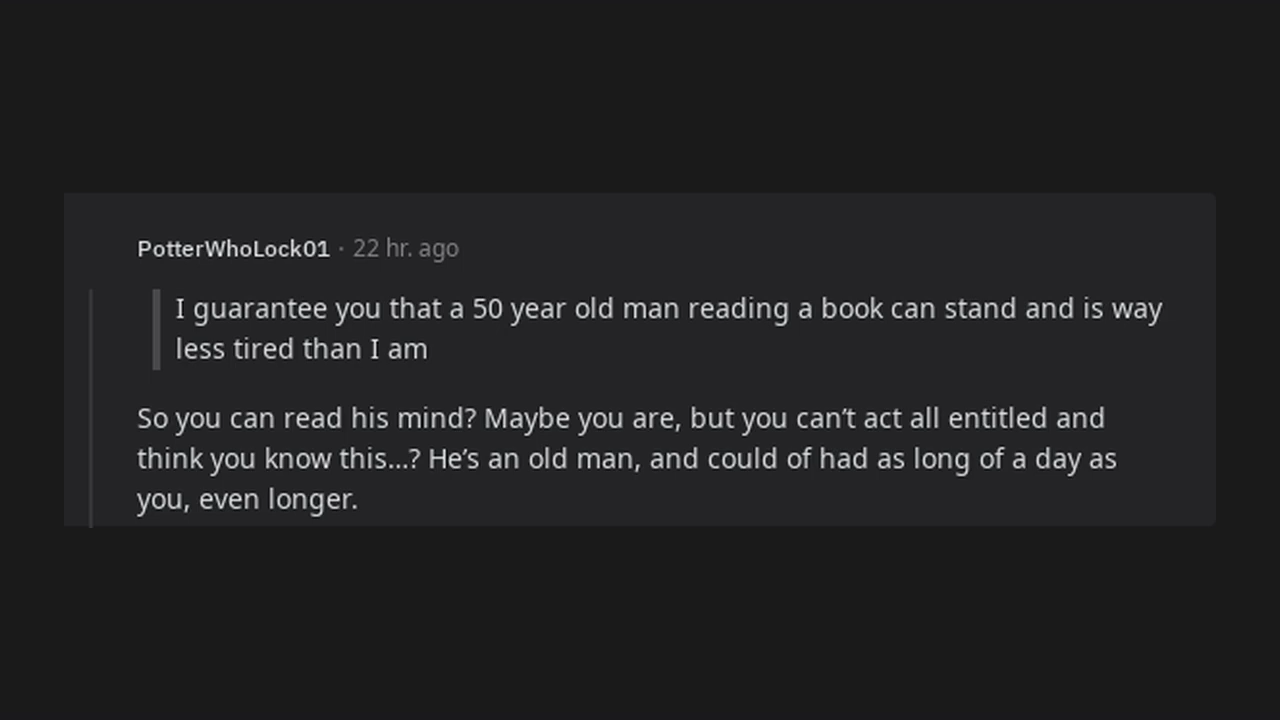 PotterWhoLock01 · 22 hr. ago
I guarantee you that a 50 year old man reading a book can stand and is way
less tired than I am
So you can read his mind? Maybe you are, but you can’t act all entitled and
think you know this...? He’s an old man, and could of had as long of a day as
you, even longer.